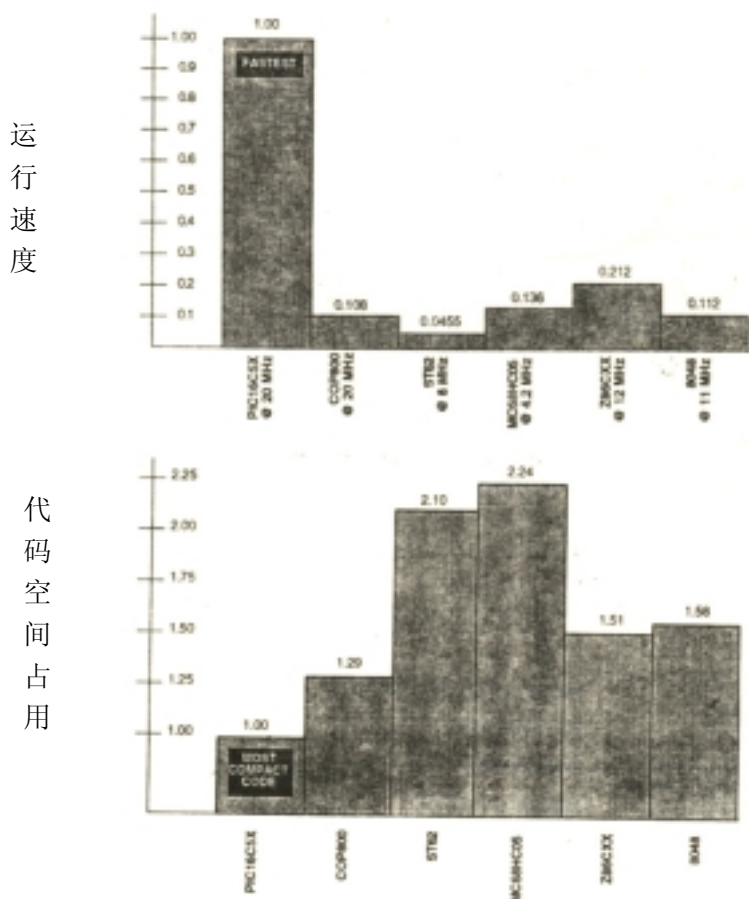 运行速度
1.00
0.9
0.8
0.7
0.6
0.5
0.4
0.3
0.2
0.1
1.00
FASTEST
0.108
0.0455
0.136
0.212
0.112
PIC16C5X
@ 20 MHz
COP800
@ 20 MHz
ST62
@ 8 MHz
MC68HC05
@ 4.2 MHz
Z86CXX
@ 12 MHz
8048
@ 11 MHz
代码空间占用
2.25
2.00
1.75
1.50
1.25
1.00
1.00
MOST
COMPACT
CODE
1.29
2.10
2.24
1.51
1.56
PIC16C5X
COP800
ST62
MC68HC05
Z86CXX
8048